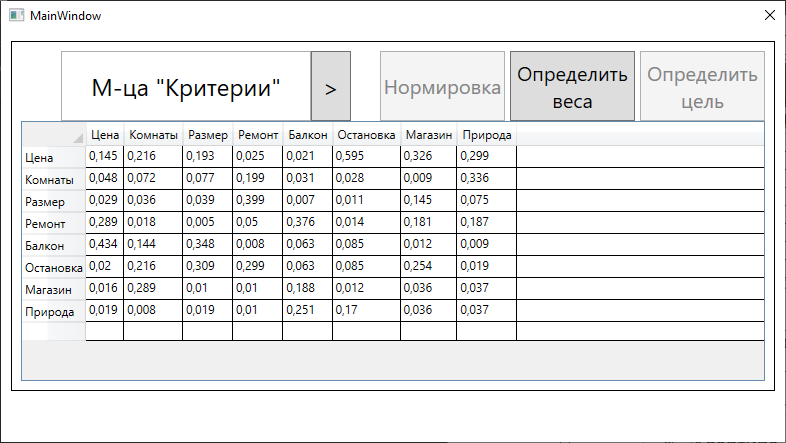 MainWindow
М-ца "Критерии" > Нормировка Определить веса Определить цель
Цена Комнаты Размер Ремонт Балкон Остановка Магазин Природа
Цена 0,145 0,216 0,193 0,025 0,021 0,595 0,326 0,299
Комнаты 0,048 0,072 0,077 0,199 0,031 0,028 0,009 0,336
Размер 0,029 0,036 0,039 0,399 0,007 0,011 0,145 0,075
Ремонт 0,289 0,018 0,005 0,05 0,376 0,014 0,181 0,187
Балкон 0,434 0,144 0,348 0,008 0,063 0,085 0,012 0,009
Остановка 0,02 0,216 0,309 0,299 0,063 0,085 0,254 0,019
Магазин 0,016 0,289 0,01 0,01 0,188 0,012 0,036 0,037
Природа 0,019 0,008 0,019 0,01 0,251 0,17 0,036 0,037